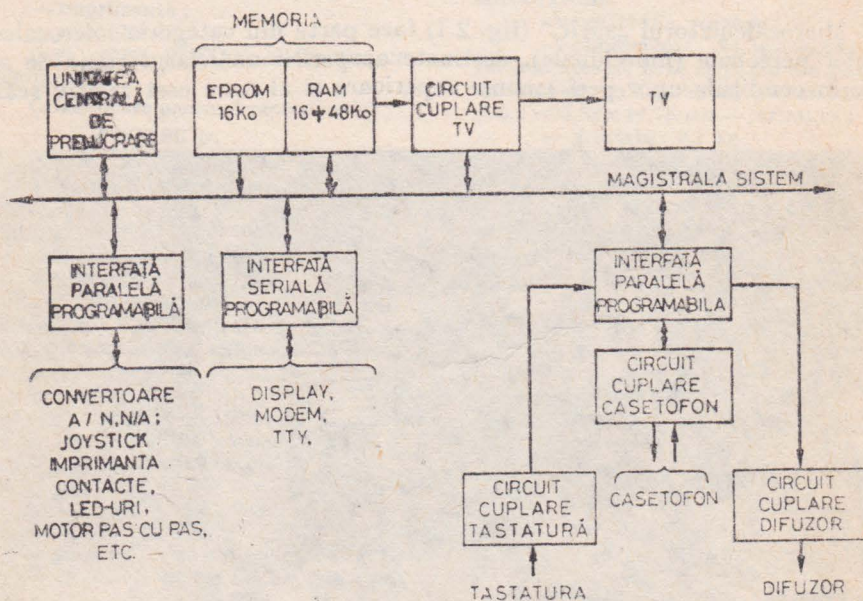 MEMORIA
UNITATEA
CENTRALĂ
DE
PRELUCRARE
EPROM
16Ko
RAM
16÷48Ko
CIRCUIT
CUPLARE
TV
TV
MAGISTRALA SISTEM
INTERFAȚĂ
PARALELĂ
PROGRAMABILĂ
INTERFAȚĂ
SERIALĂ
PROGRAMABILĂ
INTERFAȚĂ
PARALELĂ
PROGRAMABILA
CONVERTOARE
A / N, N/A;
JOYSTICK
IMPRIMANTA
CONTACTE,
LED-URI,
MOTOR PAS CU PAS,
ETC.
DISPLAY,
MODEM,
TTY,
CIRCUIT
CUPLARE
CASETOFON
CASETOFON
CIRCUIT
CUPLARE
TASTATURĂ
TASTATURA
CIRCUIT
CUPLARE
DIFUZOR
DIFUZOR